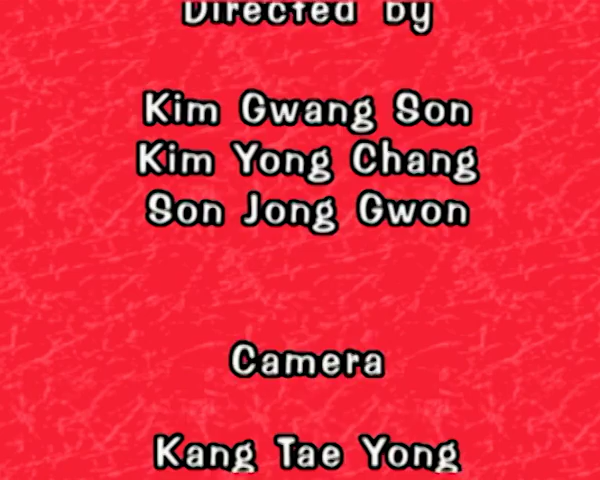 Directed by
Kim Gwang Son
Kim Yong Chang
Son Jong Gwon
Camera
Kang Tae Yong